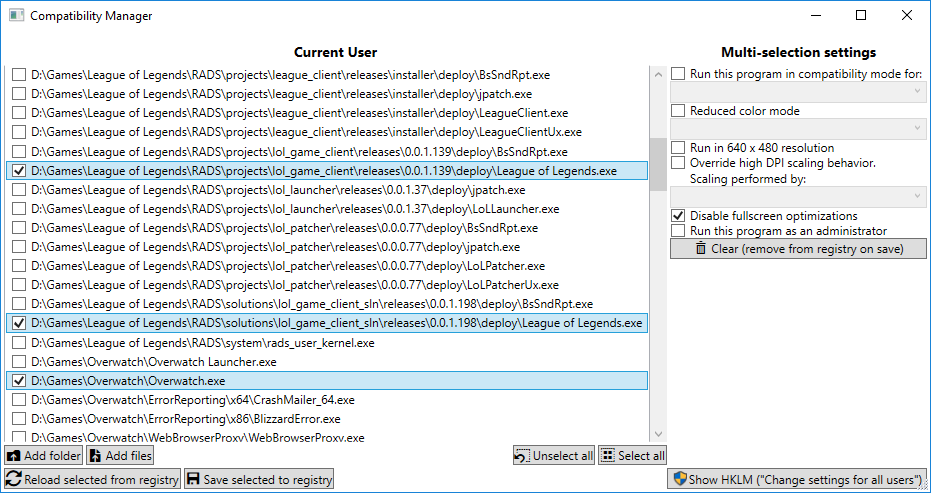 Compatibility Manager
Current User
D:\Games\League of Legends\RADS\projects\league_client\releases\installer\deploy\BsSndRpt.exe
D:\Games\League of Legends\RADS\projects\league_client\releases\installer\deploy\jpatch.exe
D:\Games\League of Legends\RADS\projects\league_client\releases\installer\deploy\LeagueClient.exe
D:\Games\League of Legends\RADS\projects\league_client\releases\installer\deploy\LeagueClientUx.exe
D:\Games\League of Legends\RADS\projects\lol_game_client\releases\0.0.1.139\deploy\BsSndRpt.exe
D:\Games\League of Legends\RADS\projects\lol_game_client\releases\0.0.1.139\deploy\League of Legends.exe
D:\Games\League of Legends\RADS\projects\lol_launcher\releases\0.0.1.37\deploy\jpatch.exe
D:\Games\League of Legends\RADS\projects\lol_launcher\releases\0.0.1.37\deploy\LoLLauncher.exe
D:\Games\League of Legends\RADS\projects\lol_patcher\releases\0.0.0.77\deploy\BsSndRpt.exe
D:\Games\League of Legends\RADS\projects\lol_patcher\releases\0.0.0.77\deploy\jpatch.exe
D:\Games\League of Legends\RADS\projects\lol_patcher\releases\0.0.0.77\deploy\LoLPatcher.exe
D:\Games\League of Legends\RADS\projects\lol_patcher\releases\0.0.0.77\deploy\LoLPatcherUx.exe
D:\Games\League of Legends\RADS\solutions\lol_game_client_sln\releases\0.0.1.198\deploy\BsSndRpt.exe
D:\Games\League of Legends\RADS\solutions\lol_game_client_sln\releases\0.0.1.198\deploy\League of Legends.exe
D:\Games\League of Legends\RADS\system\rads_user_kernel.exe
D:\Games\Overwatch\Overwatch Launcher.exe
D:\Games\Overwatch\Overwatch.exe
D:\Games\Overwatch\ErrorReporting\x64\CrashMailer_64.exe
D:\Games\Overwatch\ErrorReporting\x86\BlizzardError.exe
D:\Games\Overwatch\WebBrowserProxy\WebBrowserProxy.exe
Add folder
Add files
Unselect all
Select all
Reload selected from registry
Save selected to registry
Multi-selection settings
Run this program in compatibility mode for:
Reduced color mode
Run in 640 x 480 resolution
Override high DPI scaling behavior.
Scaling performed by:
Disable fullscreen optimizations
Run this program as an administrator
Clear (remove from registry on save)
Show HKLM ("Change settings for all users")